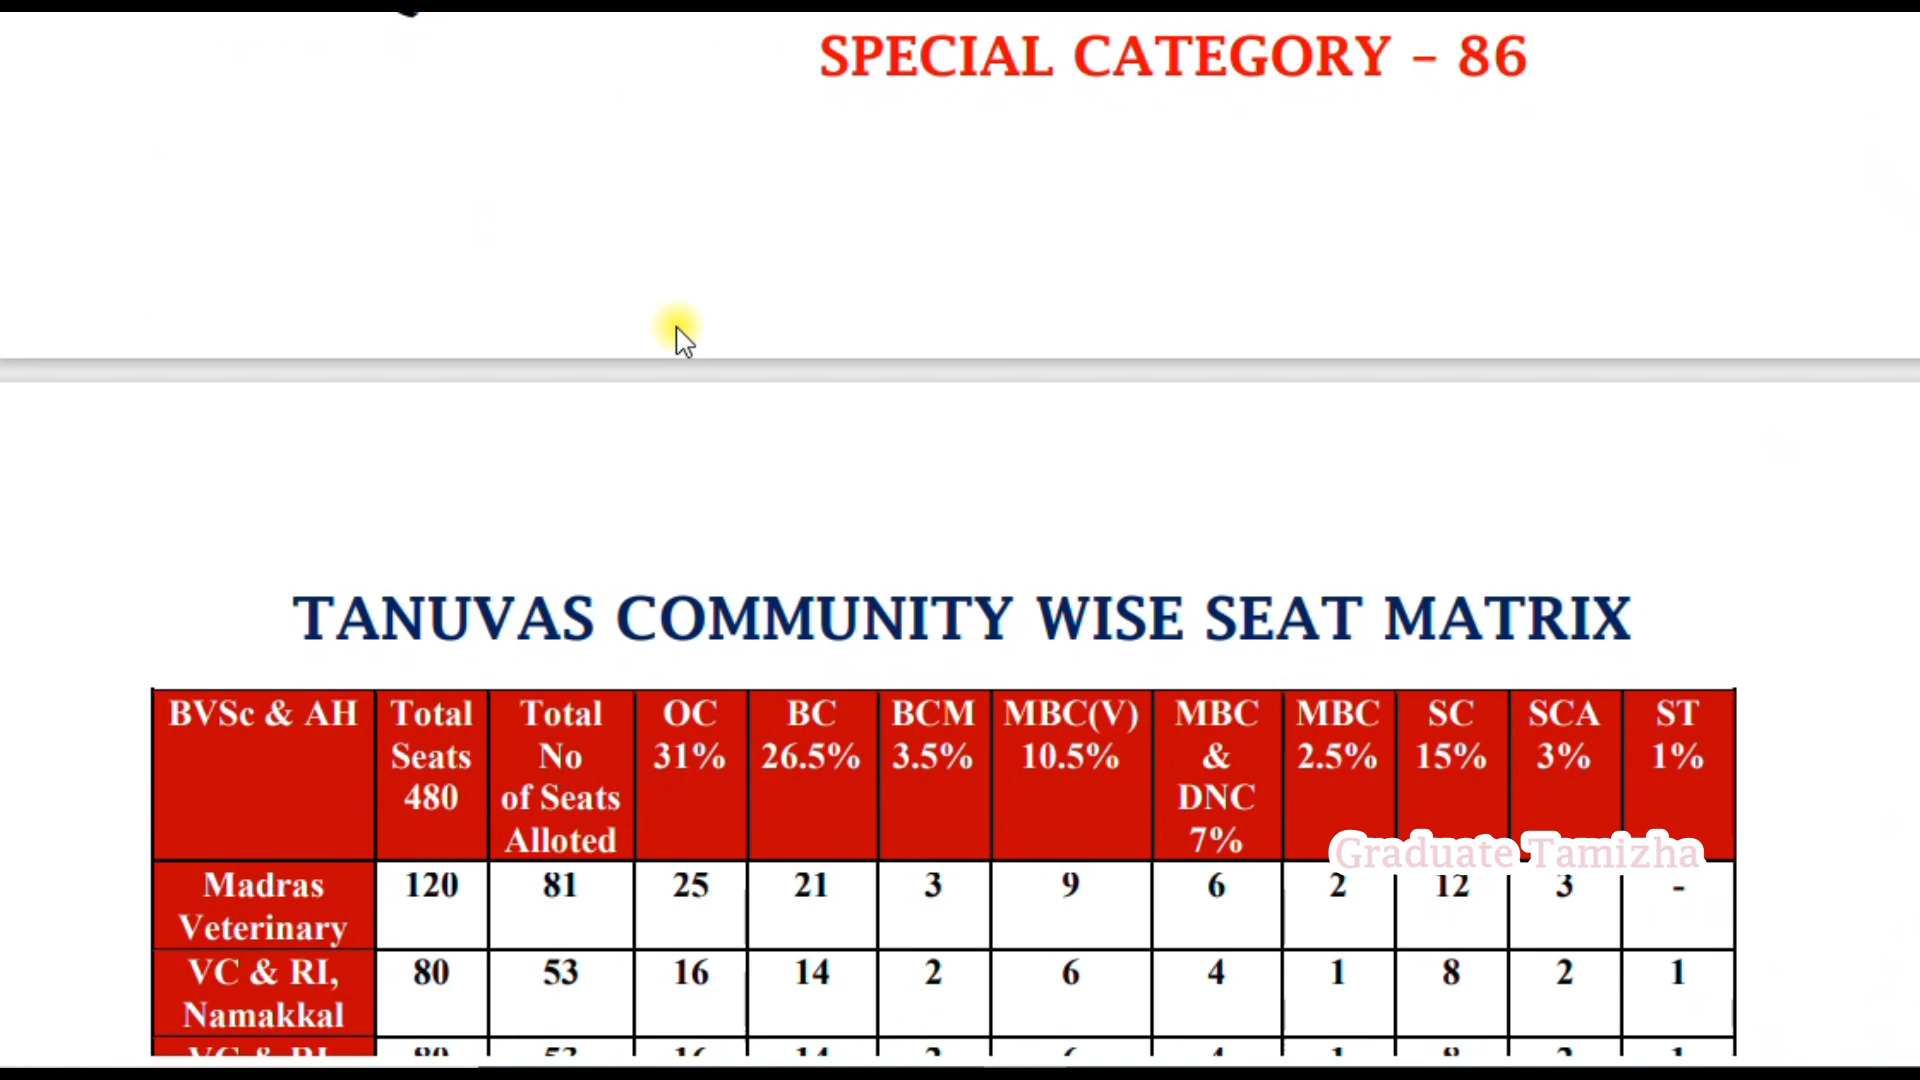 SPECIAL CATEGORY - 86
TANUVAS COMMUNITY WISE SEAT MATRIX
BVSc & AH Total Seats 480 Total No of Seats Alloted OC 31% BC 26.5% BCM 3.5% MBC(V) 10.5% MBC & DNC 7% MBC 2.5% SC 15% SCA 3% ST 1%
Graduate Tamizha
Madras Veterinary 120 81 25 21 3 9 6 2 12 3 -
VC & RI, Namakkal 80 53 16 14 2 6 4 1 8 2 1